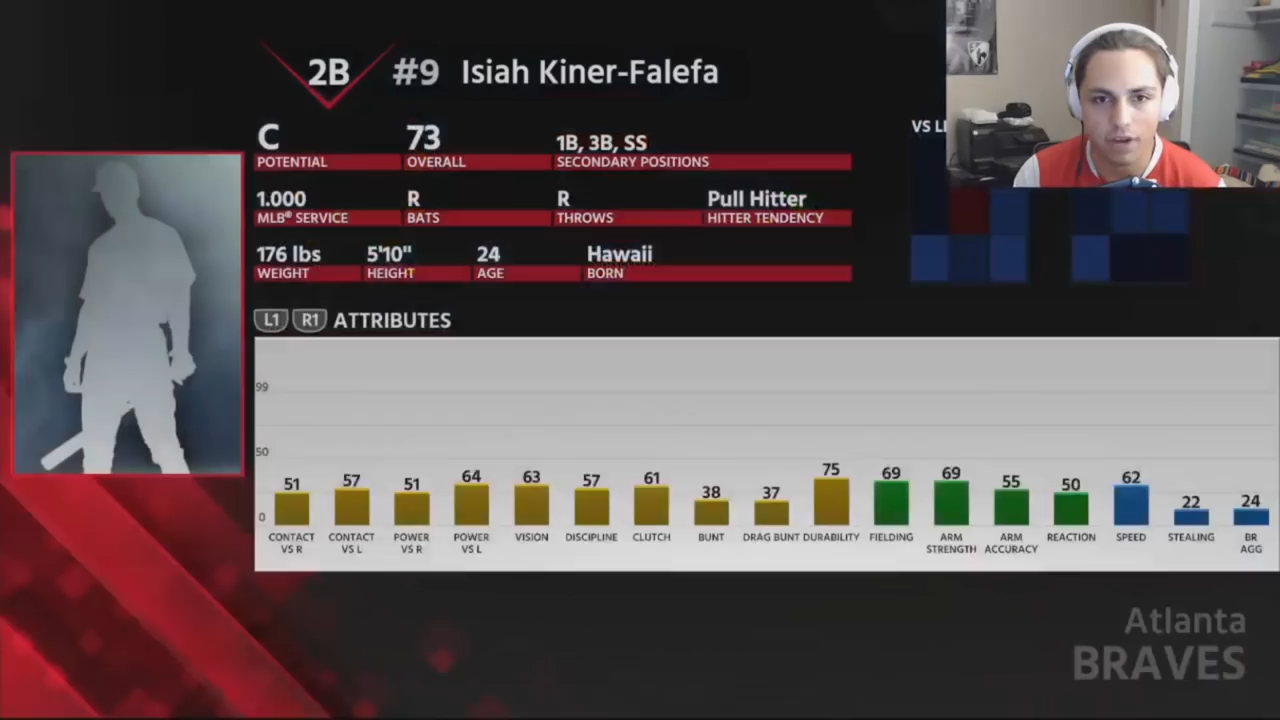 2B #9 Isiah Kiner-Falefa
C 73 1B, 3B, SS
POTENTIAL OVERALL SECONDARY POSITIONS
1.000 R R Pull Hitter
MLB® SERVICE BATS THROWS HITTER TENDENCY
176 lbs 5'10" 24 Hawaii
WEIGHT HEIGHT AGE BORN
VS L
L1 R1 ATTRIBUTES
99
50
0
51 57 51 64 63 57 61 38 37 75 69 69 55 50 62 22 24
CONTACT CONTACT POWER POWER VISION DISCIPLINE CLUTCH BUNT DRAG BUNT DURABILITY FIELDING ARM ARM REACTION SPEED STEALING BR
VS R VS L VS R VS L STRENGTH ACCURACY AGG
Atlanta
BRAVES